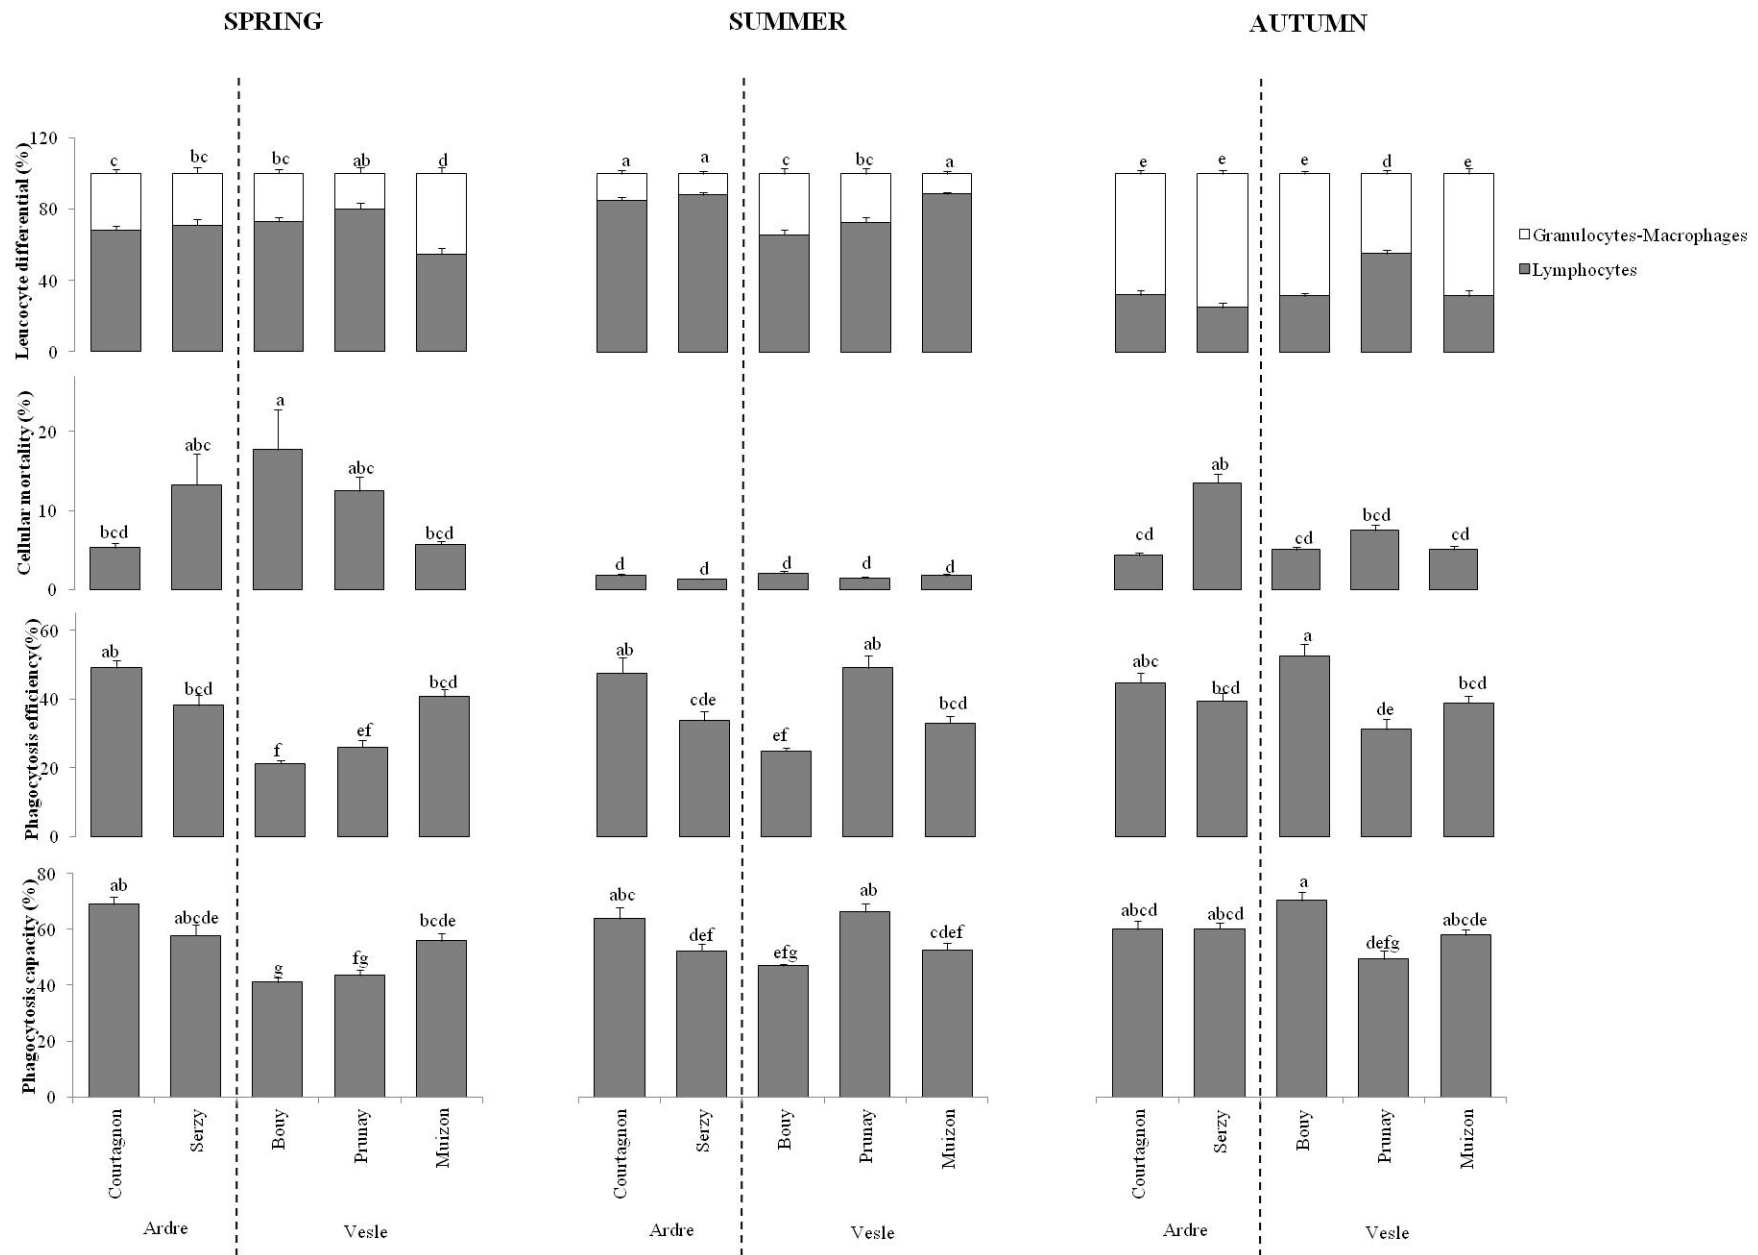 SPRING SUMMER AUTUMN
Leucocyte differential (%)
120
80
40
0
c bc bc ab d
a a c bc a
e e e d e
Granulocytes-Macrophages
Lymphocytes
Cellular mortality (%)
20
10
0
bcd abc a abc bcd
d d d d d
cd ab cd bcd cd
Phagocytosis efficiency(%)
60
40
20
0
ab bcd f ef bcd
ab cde ef ab bcd
abc bcd a de bcd
Phagocytosis capacity (%)
80
60
40
20
0
ab abcde g fg bcde
abc def efg ab cdef
abcd abcd a defg abcde
Courtagnon Serzy Bouy Prunay Muizon
Courtagnon Serzy Bouy Prunay Muizon
Courtagnon Serzy Bouy Prunay Muizon
Ardre Vesle Ardre Vesle Ardre Vesle